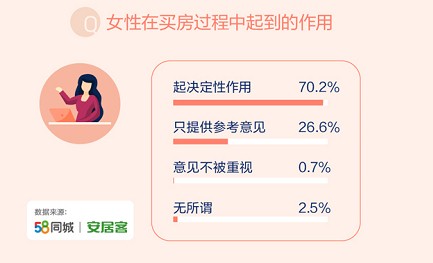 Q 女性在买房过程中起到的作用
起决定性作用 70.2%
只提供参考意见 26.6%
意见不被重视 0.7%
无所谓 2.5%
数据来源:
58同城 | 安居客